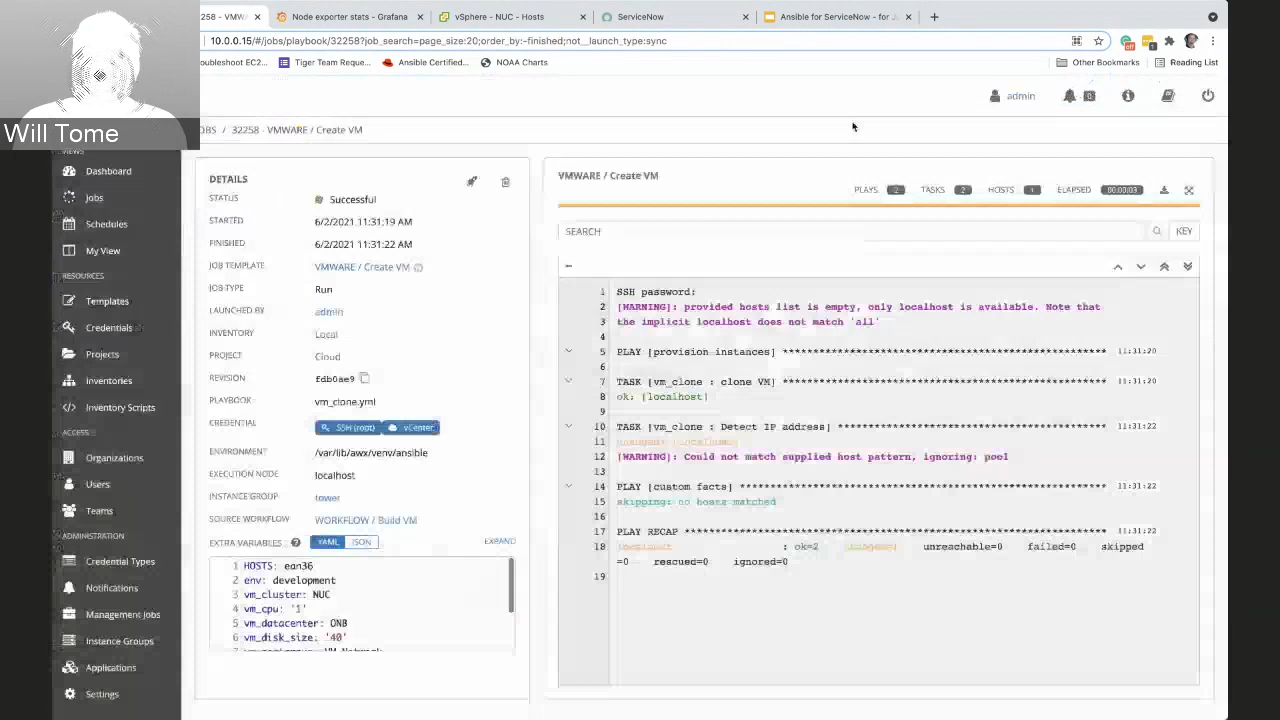 258 - VMWA
Node exporter stats - Grafana
vSphere - NUC - Hosts
ServiceNow
Ansible for ServiceNow - for J
10.0.0.15/#/jobs/playbook/32258?job_search=page_size:20;order_by:-finished;not__launch_type:sync
oubleshoot EC2...
Tiger Team Reque...
Ansible Certified...
NOAA Charts
Other Bookmarks
Reading List
Will Tome
admin
OBS / 32258 - VMWARE / Create VM
VIEWS
Dashboard
Jobs
Schedules
My View
RESOURCES
Templates
Credentials
Projects
Inventories
Inventory Scripts
ACCESS
Organizations
Users
Teams
ADMINISTRATION
Credential Types
Notifications
Management Jobs
Instance Groups
Applications
Settings
DETAILS
STATUS Successful
STARTED 6/2/2021 11:31:19 AM
FINISHED 6/2/2021 11:31:22 AM
JOB TEMPLATE VMWARE / Create VM
JOB TYPE Run
LAUNCHED BY admin
INVENTORY Local
PROJECT Cloud
REVISION fdb0ae9
PLAYBOOK vm_clone.yml
CREDENTIAL SSH (root) vCenter
ENVIRONMENT /var/lib/awx/venv/ansible
EXECUTION NODE localhost
INSTANCE GROUP tower
SOURCE WORKFLOW WORKFLOW / Build VM
EXTRA VARIABLES YAML JSON EXPAND
1 HOSTS: ean36
2 env: development
3 vm_cluster: NUC
4 vm_cpu: '1'
5 vm_datacenter: ONB
6 vm_disk_size: '40'
VMWARE / Create VM
PLAYS 2 TASKS 2 HOSTS 1 ELAPSED 00:00:03
SEARCH
KEY
1 SSH password:
2 [WARNING]: provided hosts list is empty, only localhost is available. Note that
3 the implicit localhost does not match 'all'
4
5 PLAY [provision instances] **************************************************** 11:31:20
6
7 TASK [vm_clone : clone VM] **************************************************** 11:31:20
8 ok: [localhost]
9
10 TASK [vm_clone : Detect IP address] ******************************************** 11:31:22
11 changed: [localhost]
12 [WARNING]: Could not match supplied host pattern, ignoring: pool
13
14 PLAY [custom facts] ************************************************************ 11:31:22
15 skipping: no hosts matched
16
17 PLAY RECAP ********************************************************************* 11:31:22
18 localhost : ok=2 changed=1 unreachable=0 failed=0 skipped
=0 rescued=0 ignored=0
19